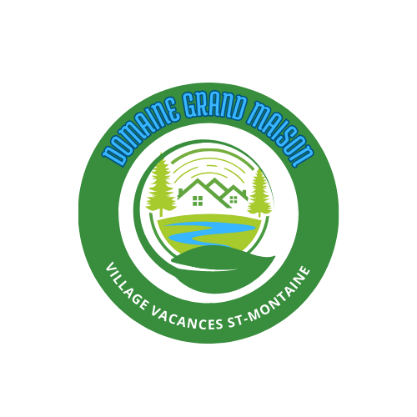 DOMAINE GRAND MAISON
VILLAGE VACANCES ST-MONTAINE